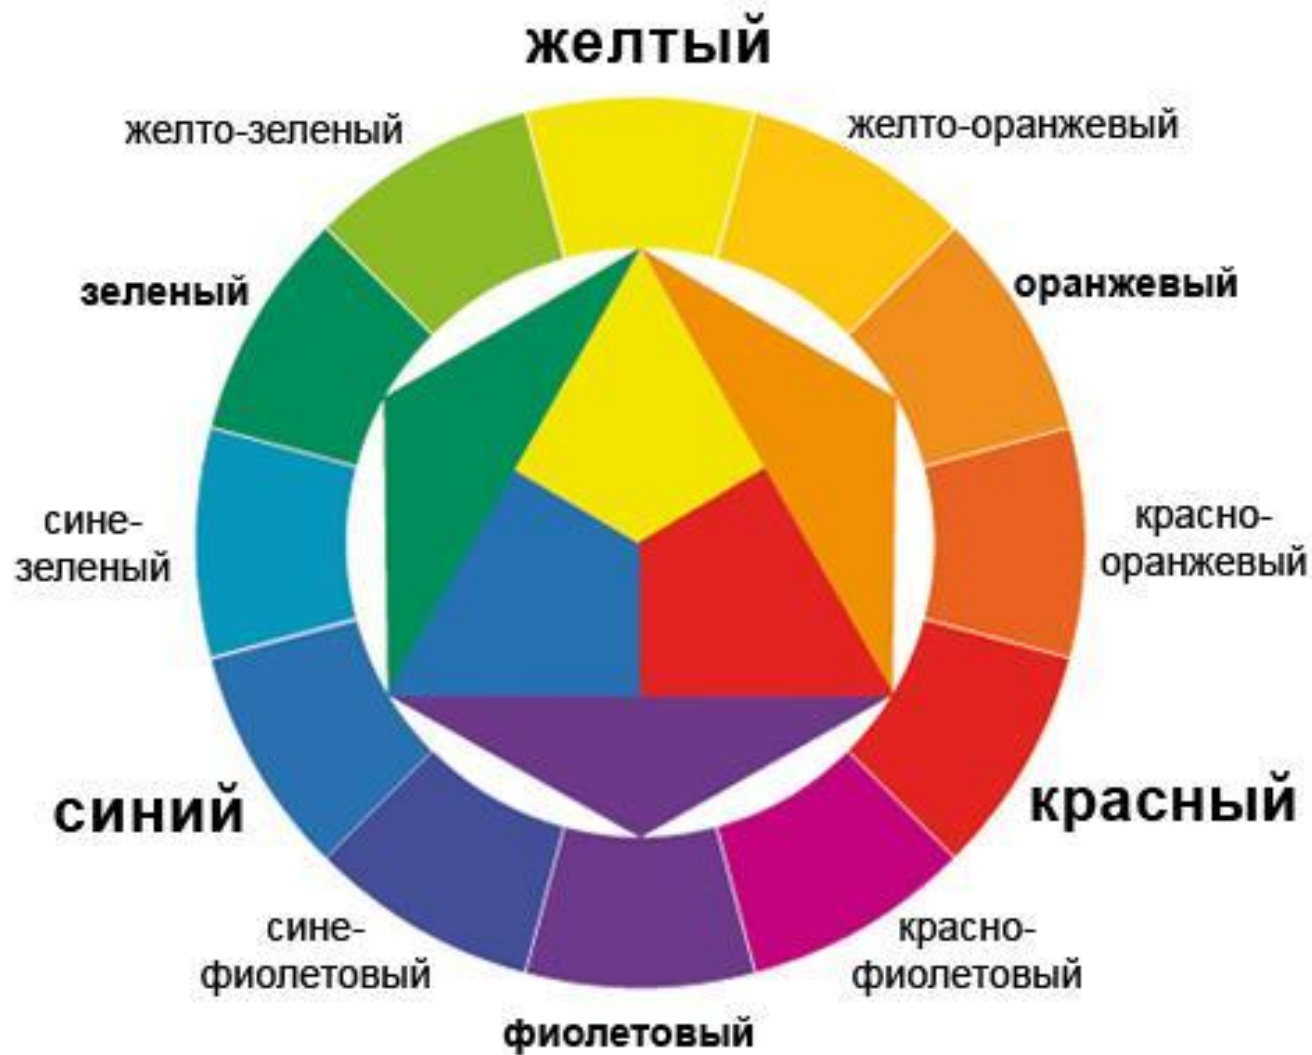 желтый
желто-зеленый
желто-оранжевый
зеленый
оранжевый
сине-
зеленый
красно-
оранжевый
синий
красный
сине-
фиолетовый
красно-
фиолетовый
фиолетовый